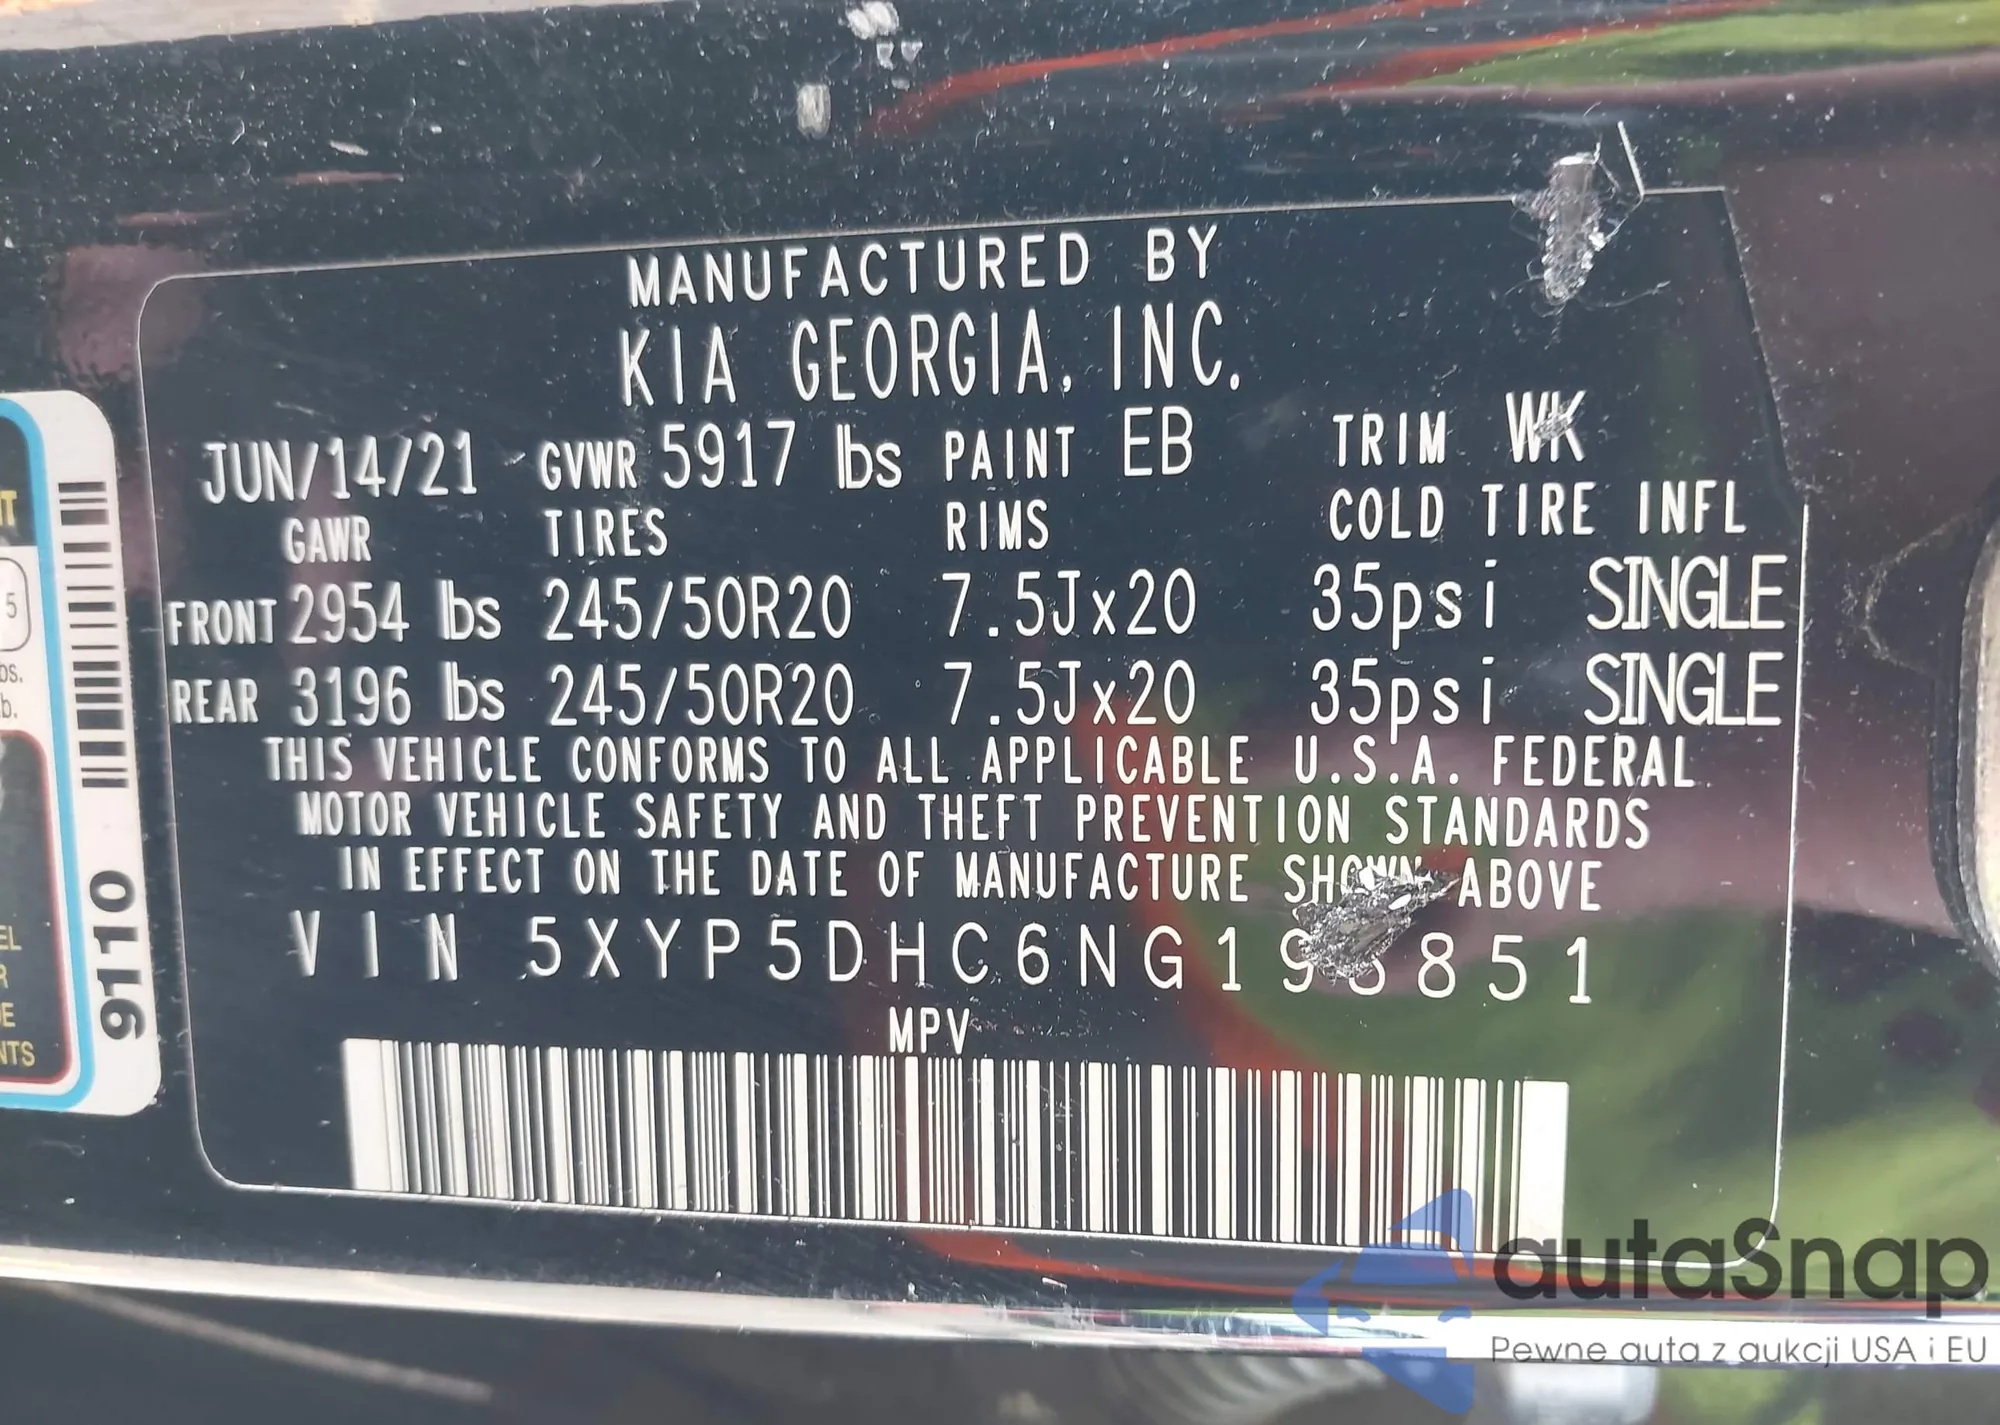 MANUFACTURED BY
KIA GEORGIA, INC.
JUN/14/21 GVWR 5917 lbs PAINT EB TRIM WK
GAWR TIRES RIMS COLD TIRE INFL
FRONT 2954 lbs 245/50R20 7.5Jx20 35psi SINGLE
REAR 3196 lbs 245/50R20 7.5Jx20 35psi SINGLE
THIS VEHICLE CONFORMS TO ALL APPLICABLE U.S.A. FEDERAL
MOTOR VEHICLE SAFETY AND THEFT PREVENTION STANDARDS
IN EFFECT ON THE DATE OF MANUFACTURE SHOWN ABOVE
VIN
MPV
9110
5
autaSnap
Pewne auta z aukcji USA i EU